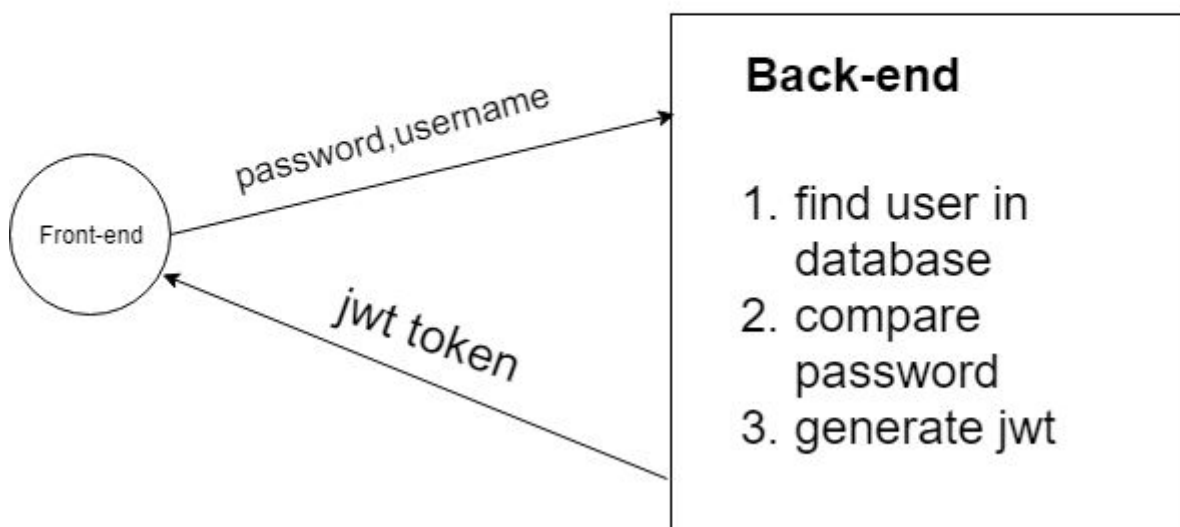 Back-end
password,username
Front-end
1. find user in
database
2. compare
password
3. generate jwt
jwt token